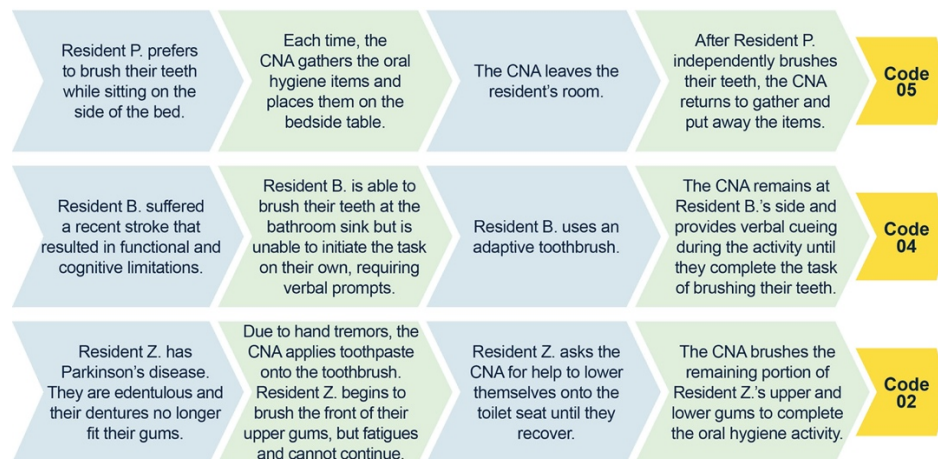 Resident P. prefers
to brush their teeth
while sitting on the
side of the bed.
Each time, the
CNA gathers the oral
hygiene items and
places them on the
bedside table.
The CNA leaves the
resident's room.
After Resident P.
independently brushes
their teeth, the CNA
returns to gather and
put away the items.
Code
05
Resident B. suffered
a recent stroke that
resulted in functional and
cognitive limitations.
Resident B. is able to
brush their teeth at the
bathroom sink but is
unable to initiate the task
on their own, requiring
verbal prompts.
Resident B. uses an
adaptive toothbrush.
The CNA remains at
Resident B.'s side and
provides verbal cueing
during the activity until
they complete the task
of brushing their teeth.
Code
04
Resident Z. has
Parkinson's disease.
They are edentulous and
their dentures no longer
fit their gums.
Due to hand tremors, the
CNA applies toothpaste
onto the toothbrush.
Resident Z. begins to
brush the front of their
upper gums, but fatigues
and cannot continue.
Resident Z. asks the
CNA for help to lower
themselves onto the
toilet seat until they
recover.
The CNA brushes the
remaining portion of
Resident Z.'s upper and
lower gums to complete
the oral hygiene activity.
Code
02